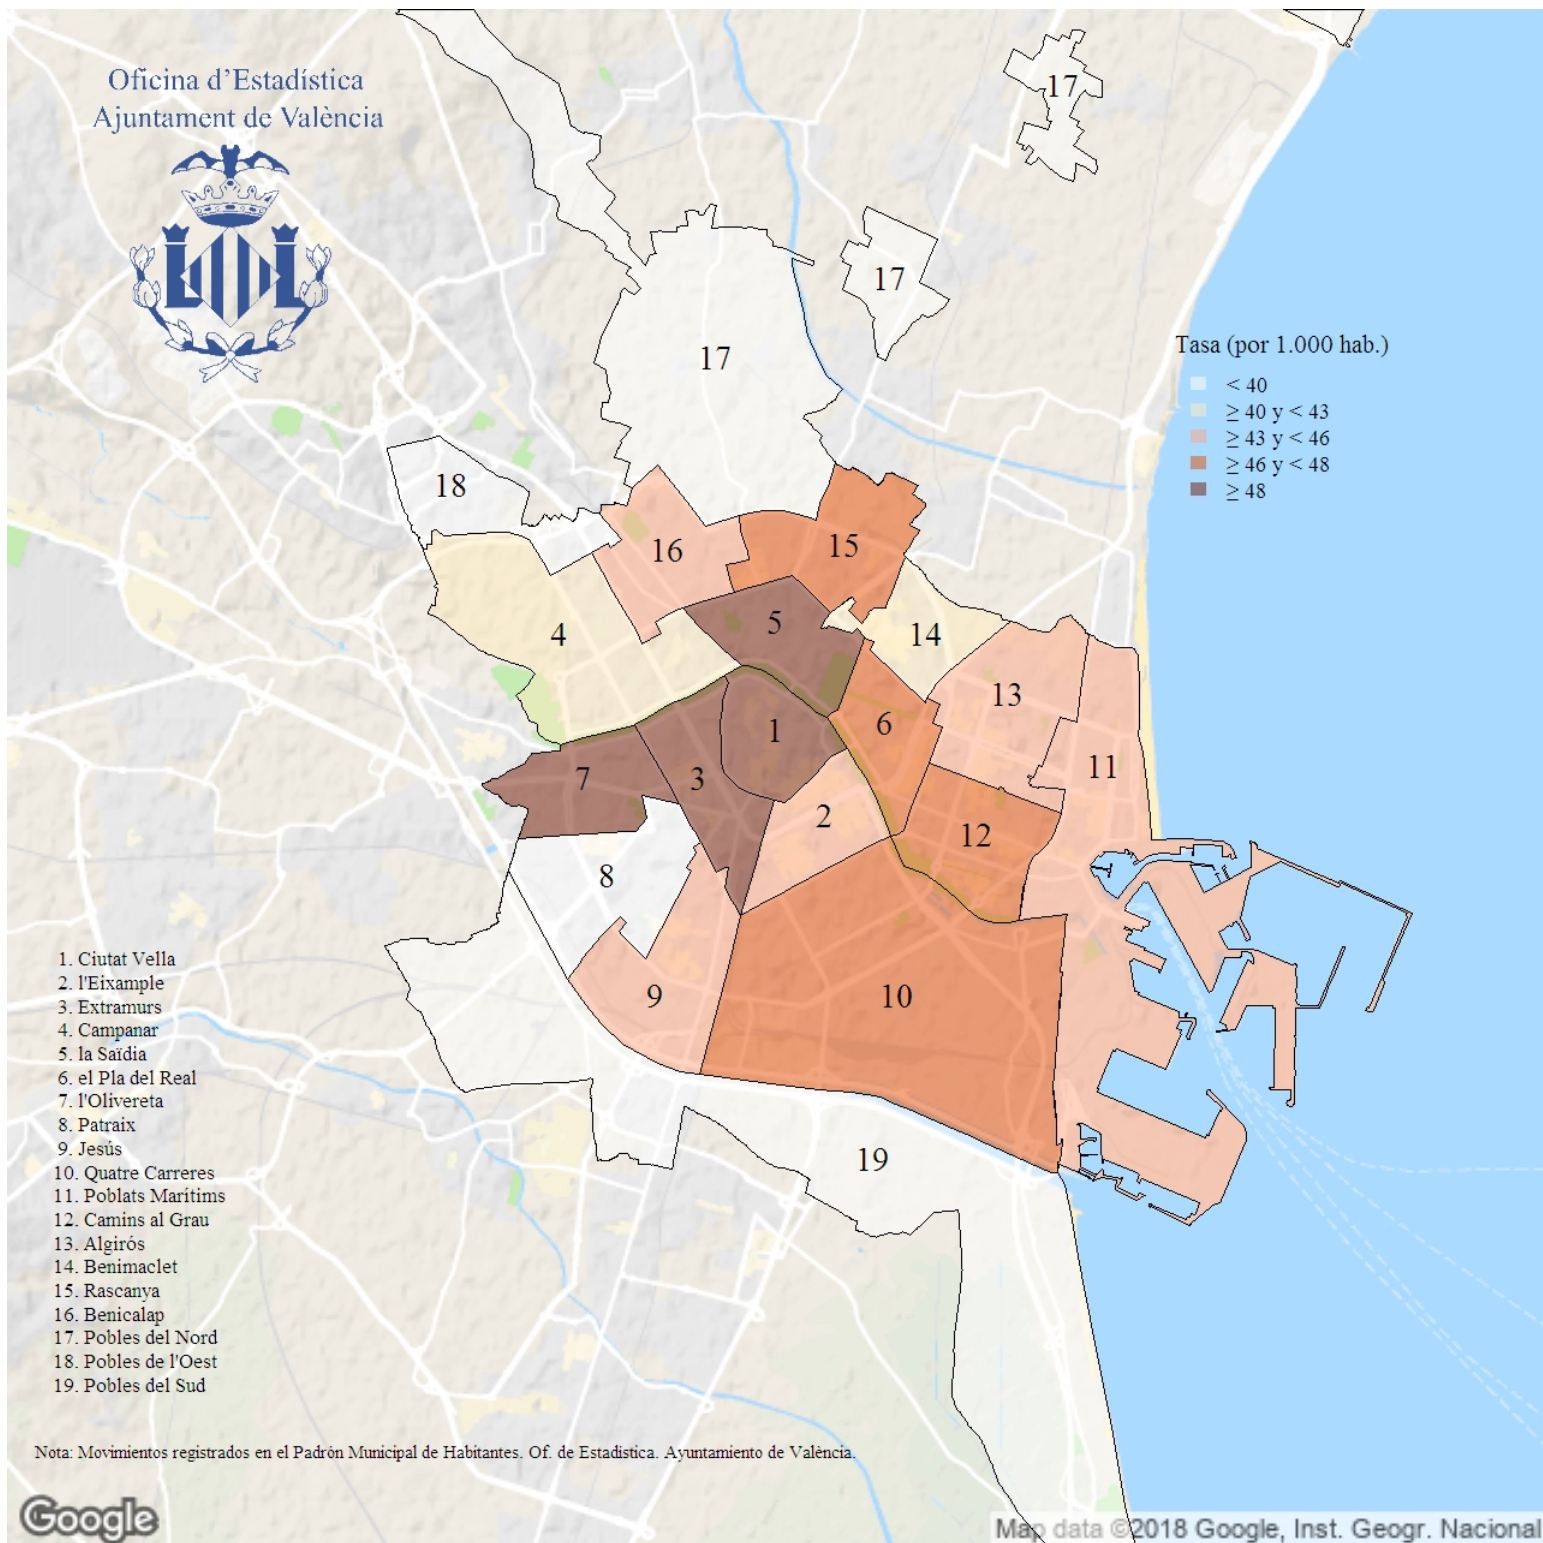 Oficina d'Estadística
Ajuntament de València
17
17
17
Tasa (por 1.000 hab.)
< 40
≥ 40 y < 43
≥ 43 y < 46
≥ 46 y < 48
≥ 48
18
16
15
5
4
14
13
1
6
11
7
3
2
12
8
9
10
19
1. Ciutat Vella
2. l'Eixample
3. Extramurs
4. Campanar
5. la Saïdia
6. el Pla del Real
7. l'Olivereta
8. Patraix
9. Jesús
10. Quatre Carreres
11. Poblats Marítims
12. Camins al Grau
13. Algirós
14. Benimaclet
15. Rascanya
16. Benicalap
17. Pobles del Nord
18. Pobles de l'Oest
19. Pobles del Sud
Nota: Movimientos registrados en el Padrón Municipal de Habitantes. Of. de Estadística. Ayuntamiento de València.
Google
Map data ©2018 Google, Inst. Geogr. Nacional